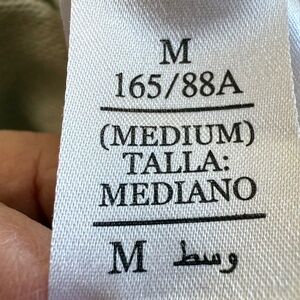 M
165/88A
(MEDIUM)
TALLA:
MEDIANO
M وسط